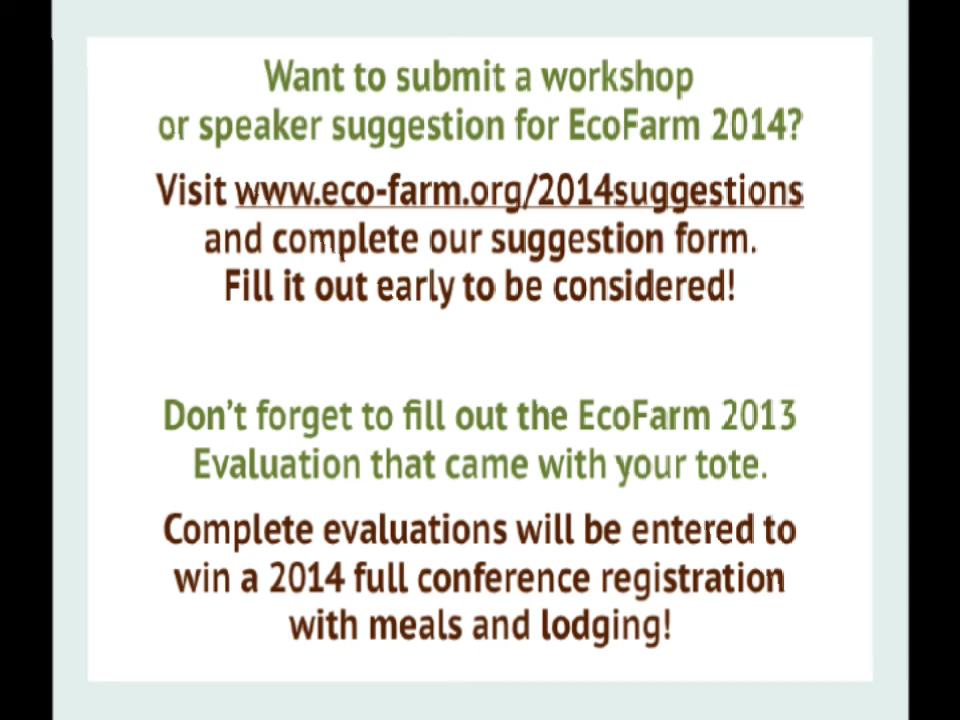 Want to submit a workshop
or speaker suggestion for EcoFarm 2014?
Visit www.eco-farm.org/2014suggestions
and complete our suggestion form.
Fill it out early to be considered!
Don't forget to fill out the EcoFarm 2013
Evaluation that came with your tote.
Complete evaluations will be entered to
win a 2014 full conference registration
with meals and lodging!